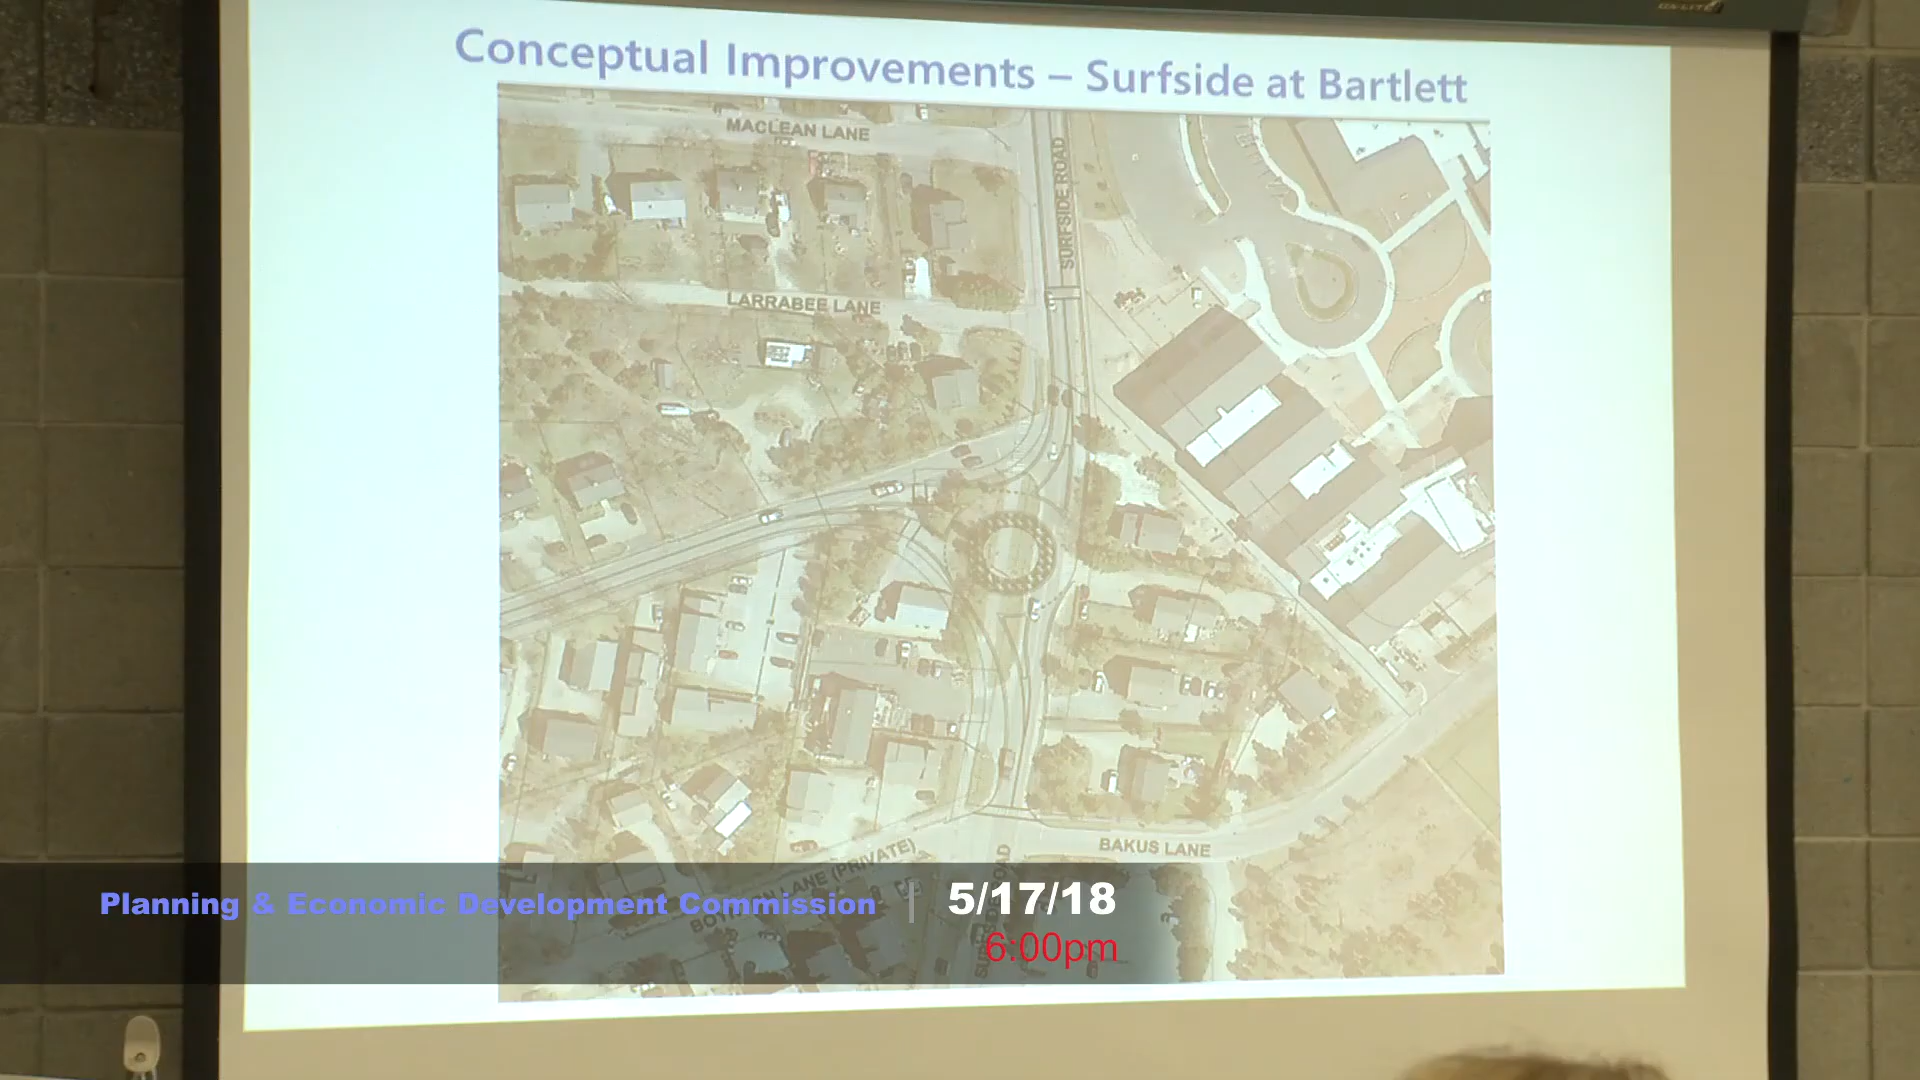 Conceptual Improvements – Surfside at Bartlett
MACLEAN LANE
SURFSIDE ROAD
LARRABEE LANE
BAKUS LANE
LANE (PRIVATE)
Planning & Economic Development Commission | 5/17/18
6:00pm